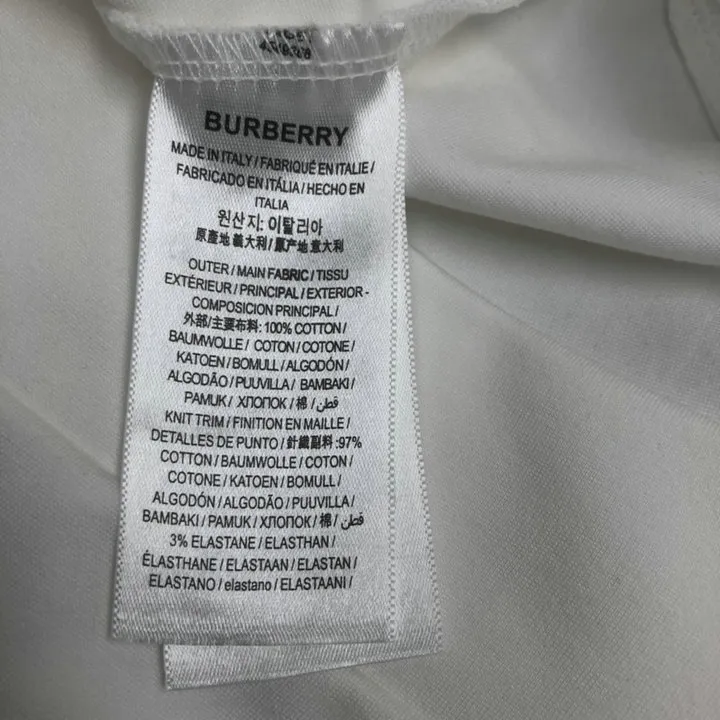 BURBERRY
MADE IN ITALY / FABRIQUÉ EN ITALIE /
FABRICADO EN ITÁLIA / HECHO EN
ITALIA
원산지: 이탈리아
原產地 義大利 / 原产地 意大利
OUTER / MAIN FABRIC / TISSU
EXTÉRIEUR / PRINCIPAL / EXTERIOR -
COMPOSICION PRINCIPAL /
外部/主要布料: 100% COTTON /
BAUMWOLLE / COTON / COTONE /
KATOEN / BOMULL / ALGODÓN /
ALGODÃO / PUUVILLA / BAMBAKI /
PAMUK / ХЛОПОК / 棉 / قطن /
KNIT TRIM / FINITION EN MAILLE /
DETALLES DE PUNTO / 針織副料 :97%
COTTON / BAUMWOLLE / COTON /
COTONE / KATOEN / BOMULL /
ALGODÓN / ALGODÃO / PUUVILLA /
BAMBAKI / PAMUK / ХЛОПОК / 棉 / قطن /
3% ELASTANE / ELASTHAN /
ÉLASTHANE / ELASTAAN / ELASTAN /
ELASTANO / elastano / ELASTAANI /